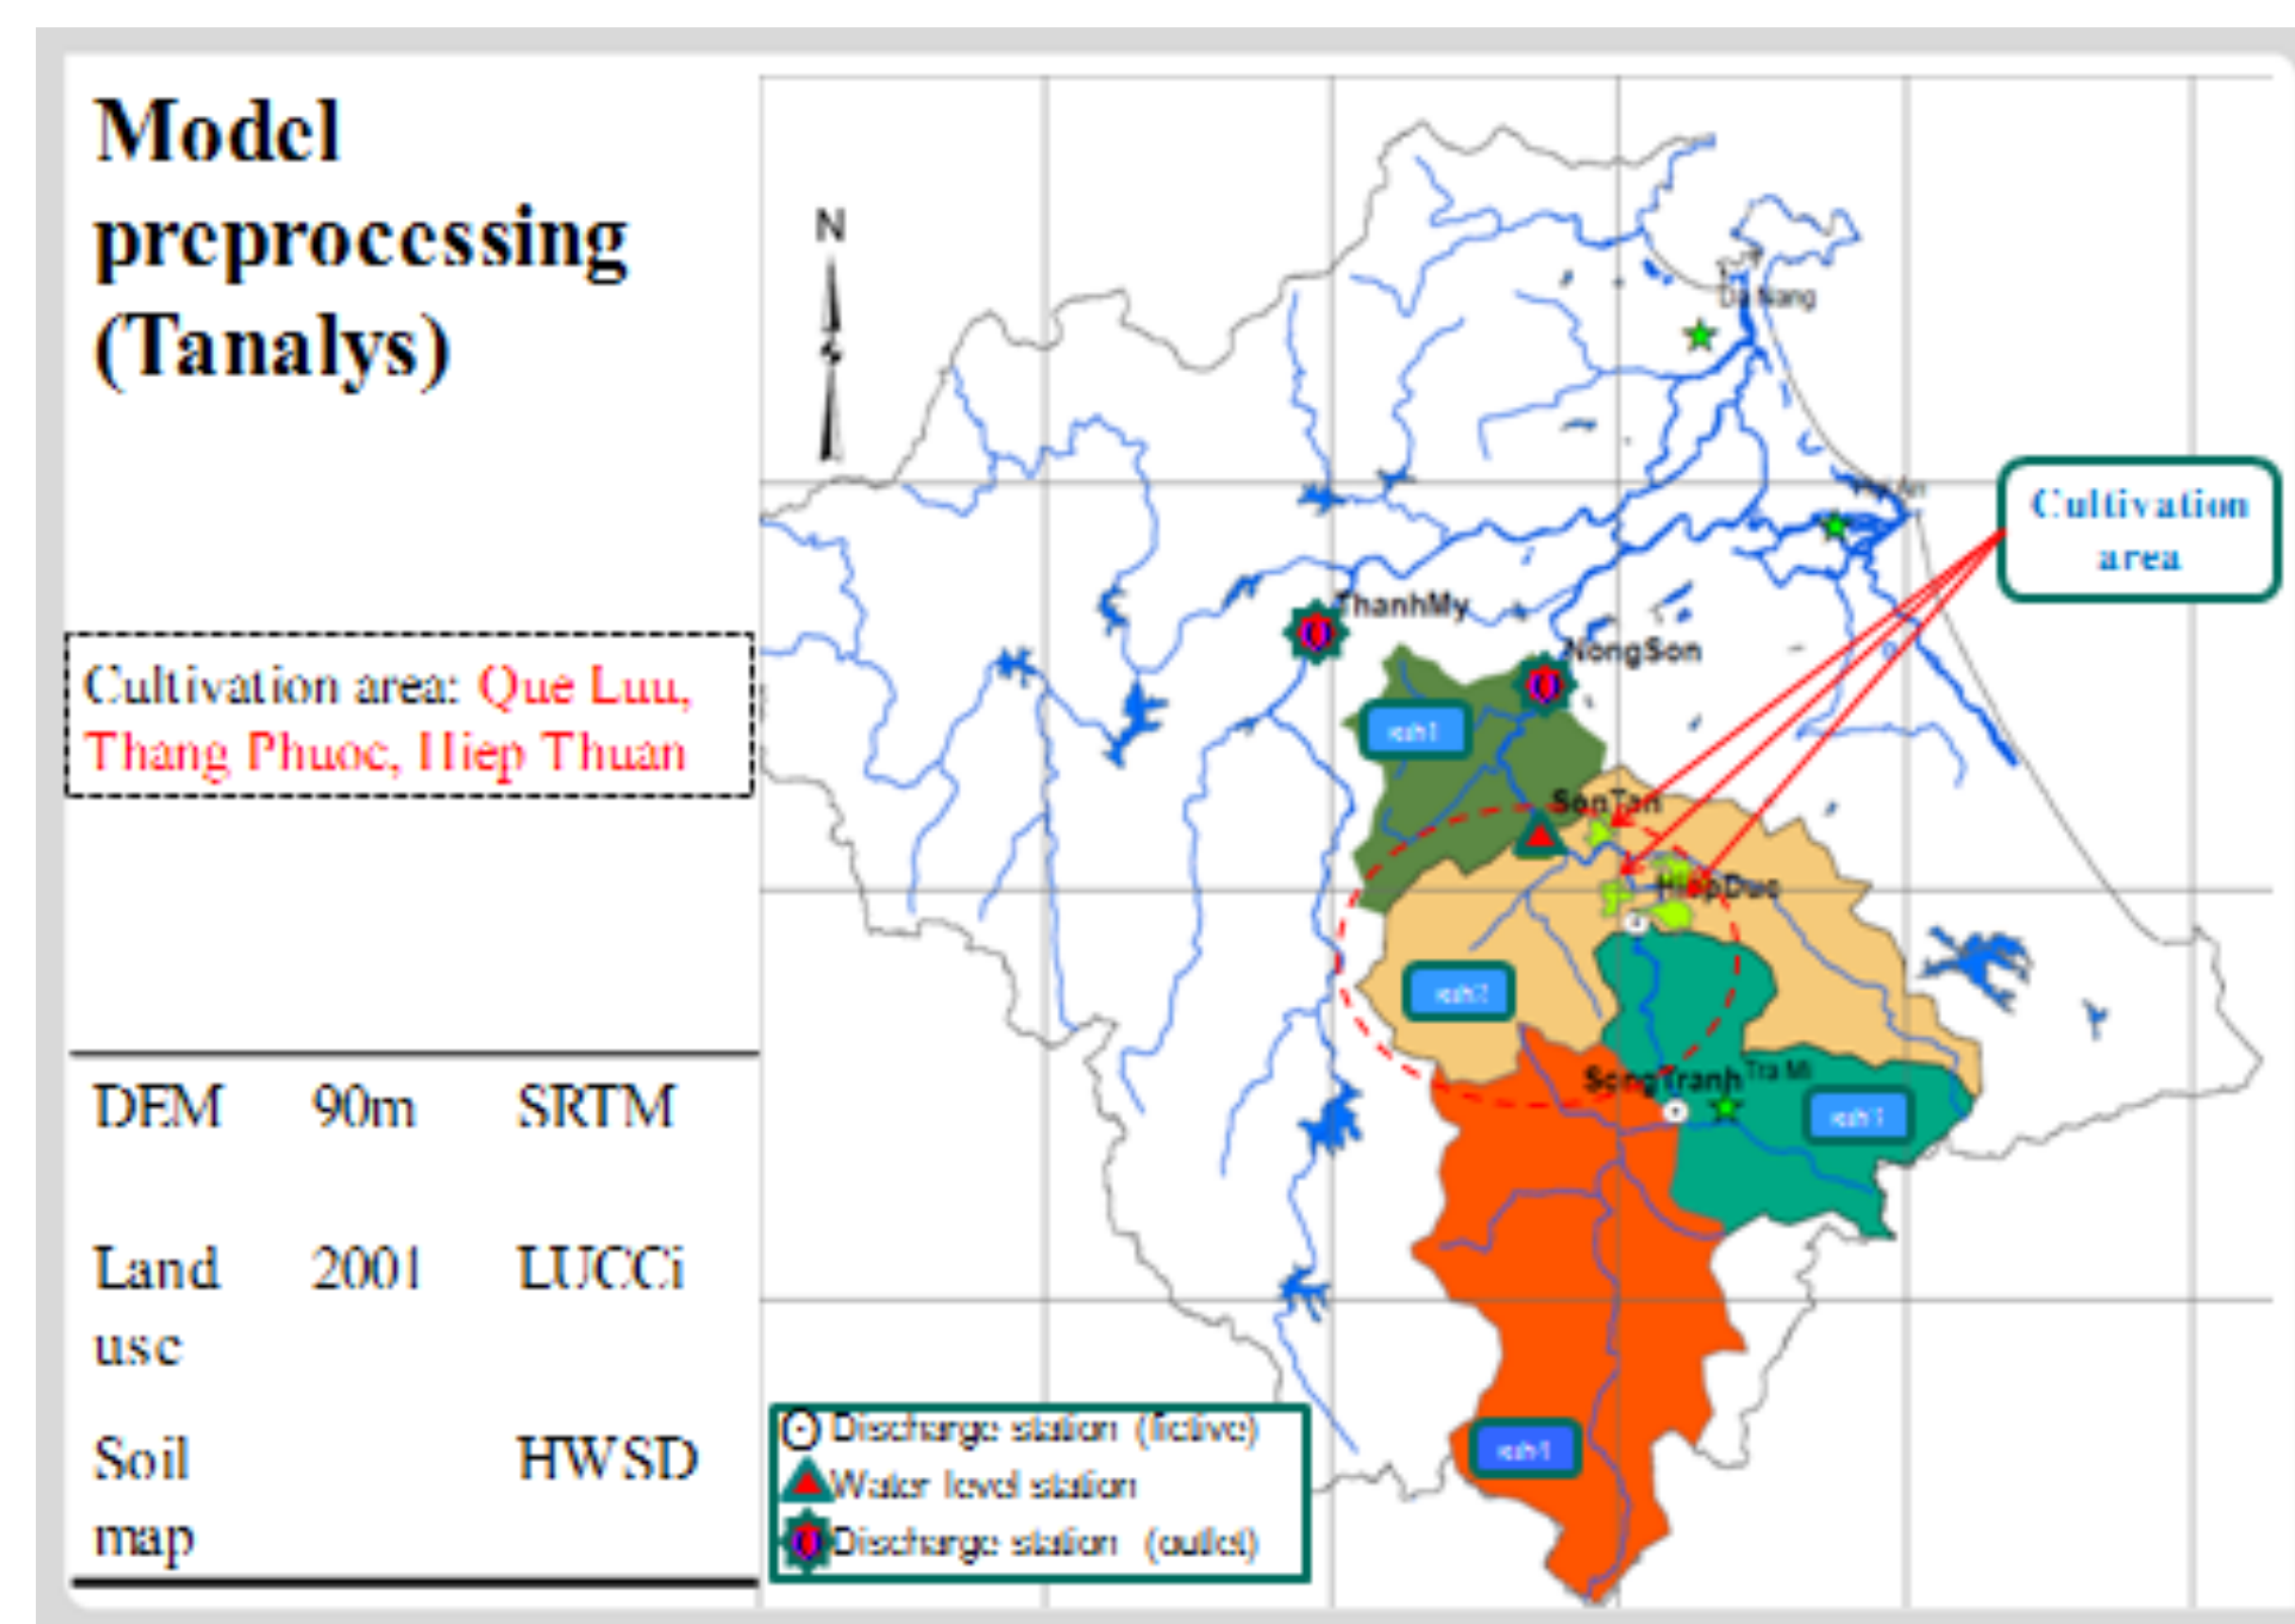 Model
preprocessing
(Tanalys)
Cultivation area: Que Luu,
Thang Phuoc, Hiep Thuan
DEM 90m SRTM
Land use 2001 LUCCi
Soil map HWSD
N
Da Nang
Cultivation
area
ThanhMy
NongSon
SonTan
HiepDuc
SongTranh
Tra Mi
Discharge station (fictive)
Water level station
Discharge station (outlet)